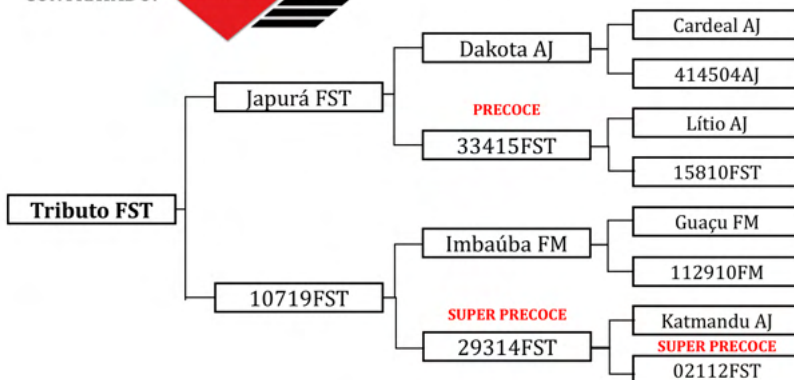 Cardeal AJ
Dakota AJ
414504AJ
Japurá FST
PRECOCE
Lítio AJ
33415FST
15810FST
Tributo FST
Guaçu FM
Imbaúba FM
112910FM
10719FST
SUPER PRECOCE
Katmandu AJ
29314FST
SUPER PRECOCE
02112FST